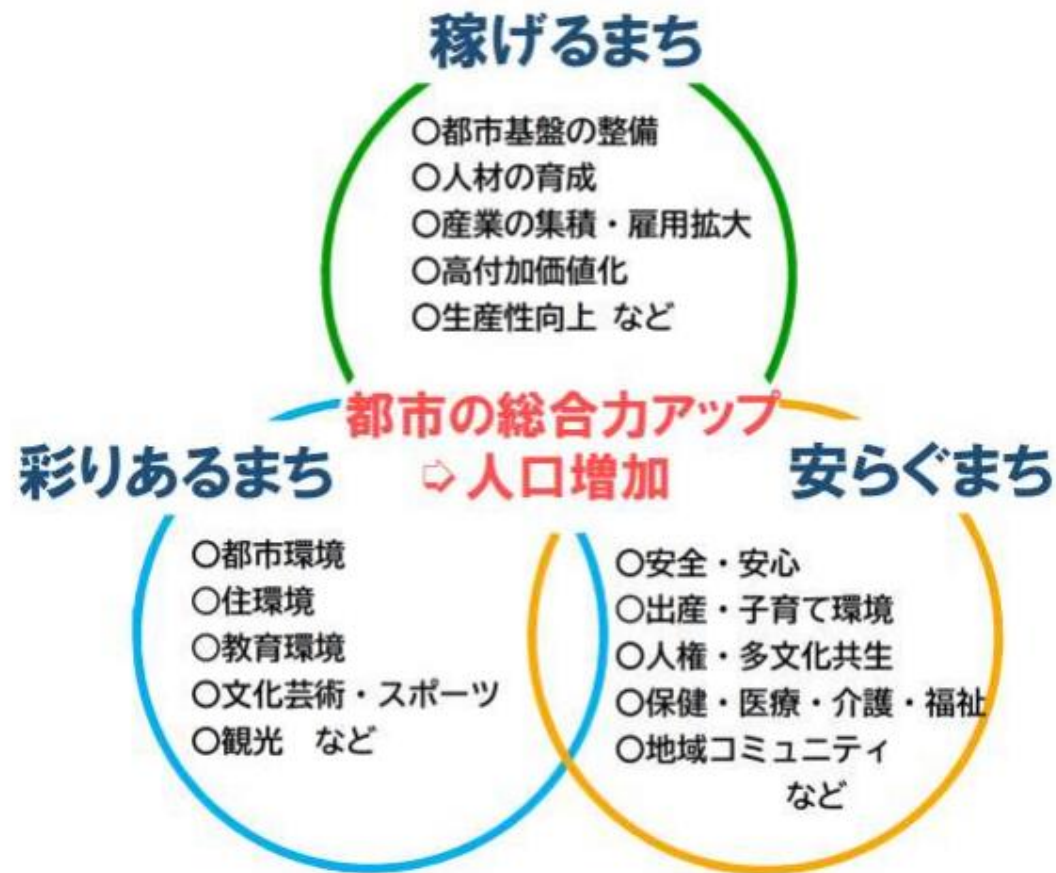 稼げるまち
○都市基盤の整備
○人材の育成
○産業の集積・雇用拡大
○高付加価値化
○生産性向上 など
都市の総合力アップ
➩人口増加
彩りあるまち
○都市環境
○住環境
○教育環境
○文化芸術・スポーツ
○観光　など
安らぐまち
○安全・安心
○出産・子育て環境
○人権・多文化共生
○保健・医療・介護・福祉
○地域コミュニティ
など